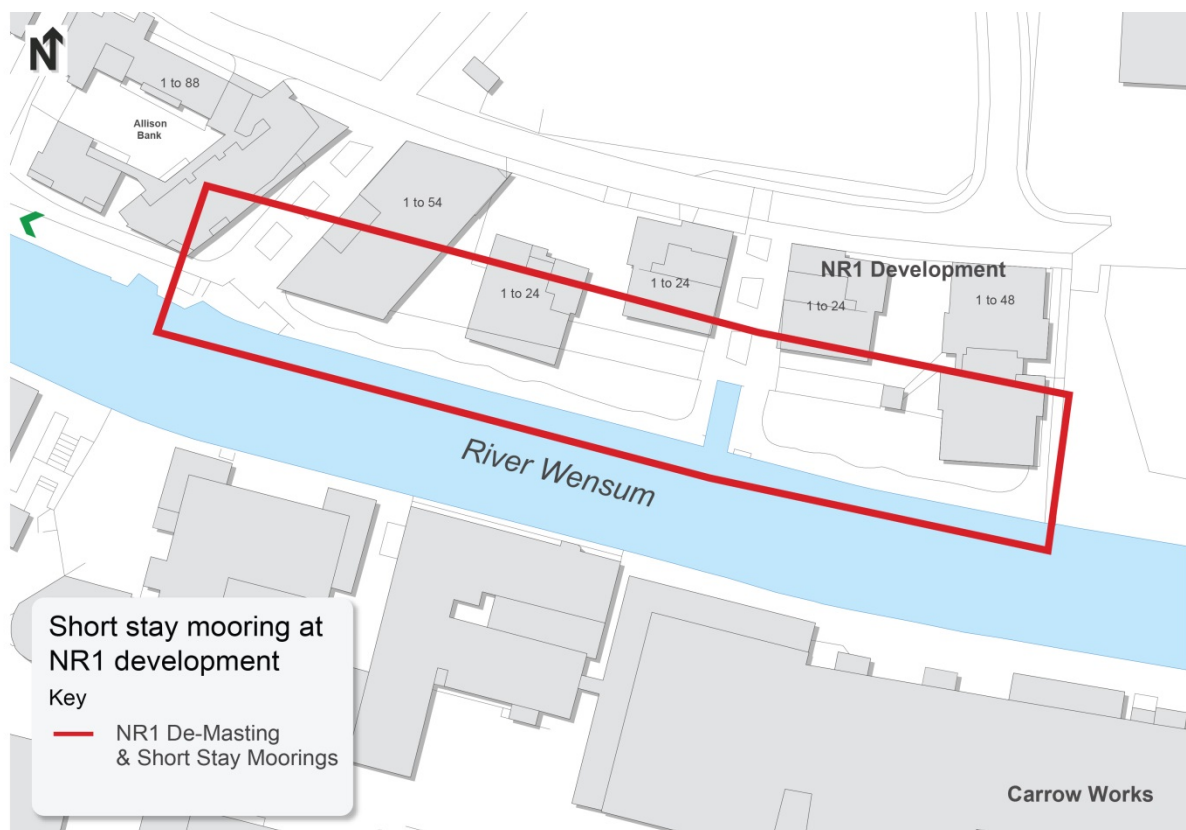 N
1 to 88
Allison
Bank
1 to 54
1 to 24
1 to 24
NR1 Development
1 to 24
1 to 48
River Wensum
Short stay mooring at
NR1 development
Key
NR1 De-Masting
& Short Stay Moorings
Carrow Works